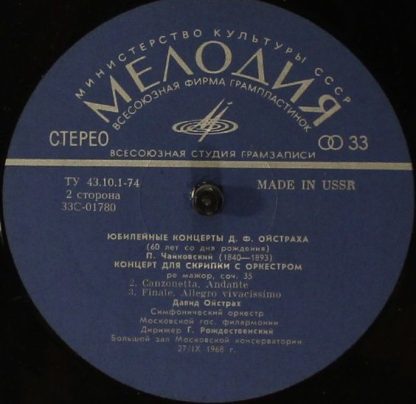 МИНИСТЕРСТВО КУЛЬТУРЫ СССР
МЕЛОДИЯ
ВСЕСОЮЗНАЯ ФИРМА ГРАМПЛАСТИНОК
СТЕРЕО
33
ВСЕСОЮЗНАЯ СТУДИЯ ГРАМЗАПИСИ
ТУ 43.10.1-74
MADE IN USSR
2 сторона
33С-01780
ЮБИЛЕЙНЫЕ КОНЦЕРТЫ Д. Ф. ОЙСТРАХА
(60 лет со дня рождения)
П. Чайковский (1840—1893)
КОНЦЕРТ ДЛЯ СКРИПКИ С ОРКЕСТРОМ
ре мажор, соч. 35
2. Canzonetta. Andante
3. Finale. Allegro vivacissimo
Давид Ойстрах
Симфонический оркестр
Московской гос. филармонии
Дирижер Г. Рождественский
Большой зал Московской консерватории
27/IX 1968 г.